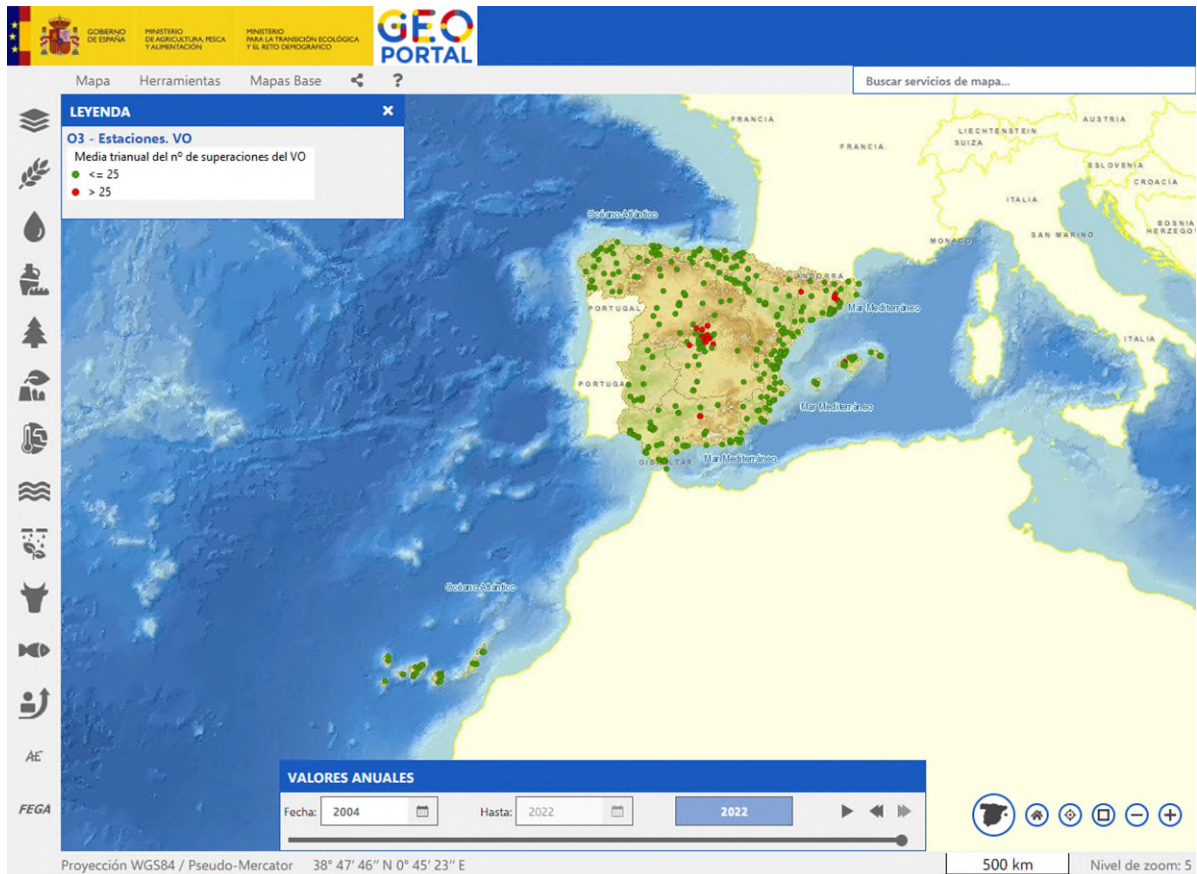 GOBIERNO
DE ESPAÑA
MINISTERIO
DE AGRICULTURA, PESCA
Y ALIMENTACIÓN
MINISTERIO
PARA LA TRANSICIÓN ECOLÓGICA
Y EL RETO DEMOGRÁFICO
GEO
PORTAL
Mapa
Herramientas
Mapas Base
?
Buscar servicios de mapa...
LEYENDA
O3 - Estaciones. VO
Media trianual del nº de superaciones del VO
<= 25
> 25
FRANCIA
FRANCIA
LIECHTENSTEIN
SUIZA
AUSTRIA
ESLOVENIA
CROACIA
ITALIA
BOSNIA
HERZEGO
SAN MARINO
MONACO
Océano Atlántico
ANDORRA
Mar Mediterráneo
PORTUGAL
ITALIA
PORTUGA
Mar Mediterráneo
GIBRALTAR
Mar Mediterráneo
Océano Atlántico
AE
FEGA
VALORES ANUALES
Fecha:
2004
Hasta:
2022
2022
Proyección WGS84 / Pseudo-Mercator
38° 47' 46" N 0° 45' 23" E
500 km
Nivel de zoom: 5